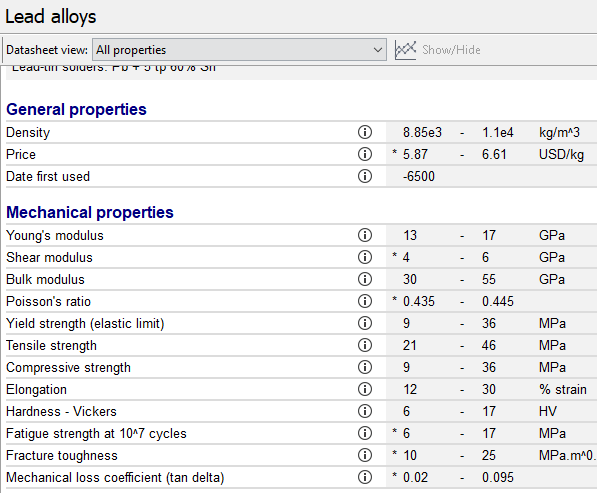 Lead alloys
Datasheet view: All properties Show/Hide
Lead-tin solders: Pb + 5 tp 60% Sn
General properties
Density 8.85e3 - 1.1e4 kg/m^3
Price * 5.87 - 6.61 USD/kg
Date first used -6500
Mechanical properties
Young's modulus 13 - 17 GPa
Shear modulus * 4 - 6 GPa
Bulk modulus 30 - 55 GPa
Poisson's ratio * 0.435 - 0.445
Yield strength (elastic limit) 9 - 36 MPa
Tensile strength 21 - 46 MPa
Compressive strength 9 - 36 MPa
Elongation 12 - 30 % strain
Hardness - Vickers 6 - 17 HV
Fatigue strength at 10^7 cycles * 6 - 17 MPa
Fracture toughness * 10 - 25 MPa.m^0.
Mechanical loss coefficient (tan delta) * 0.02 - 0.095